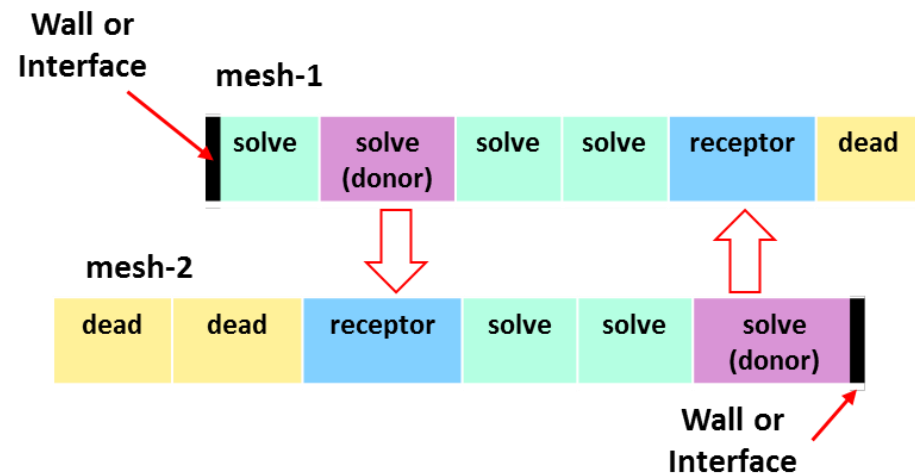 Wall or
Interface
mesh-1
solve solve solve solve receptor dead
(donor)
mesh-2
dead dead receptor solve solve solve
(donor)
Wall or
Interface